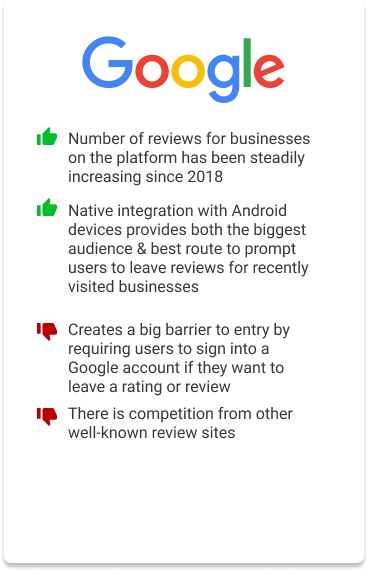 Google
Number of reviews for businesses
on the platform has been steadily
increasing since 2018
Native integration with Android
devices provides both the biggest
audience & best route to prompt
users to leave reviews for recently
visited businesses
Creates a big barrier to entry by
requiring users to sign into a
Google account if they want to
leave a rating or review
There is competition from other
well-known review sites